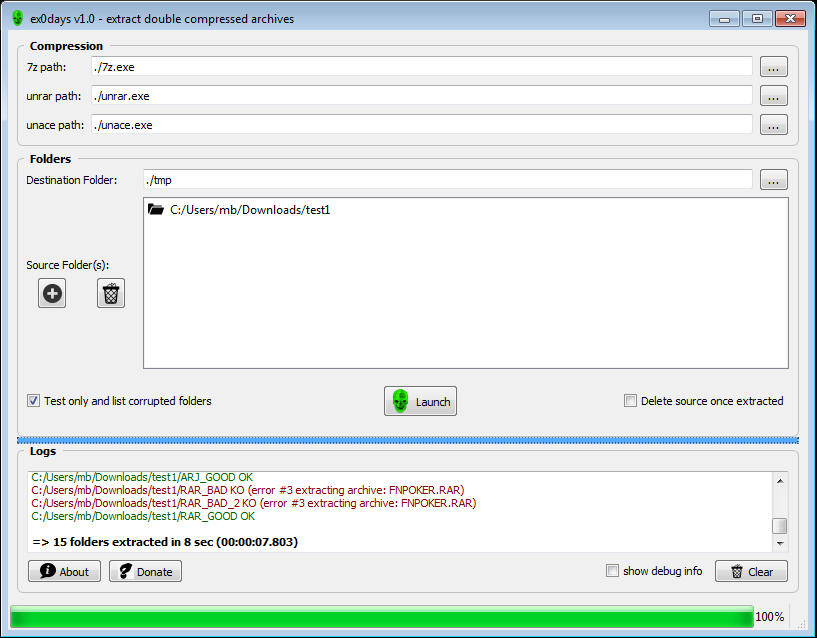 ex0days v1.0 - extract double compressed archives
Compression
7z path: ./7z.exe ...
unrar path: ./unrar.exe ...
unace path: ./unace.exe ...
Folders
Destination Folder: ./tmp ...
C:/Users/mb/Downloads/test1
Source Folder(s):
Test only and list corrupted folders Launch Delete source once extracted
Logs
C:/Users/mb/Downloads/test1/ARJ_GOOD OK
C:/Users/mb/Downloads/test1/RAR_BAD KO (error #3 extracting archive: FNPOKER.RAR)
C:/Users/mb/Downloads/test1/RAR_BAD_2 KO (error #3 extracting archive: FNPOKER.RAR)
C:/Users/mb/Downloads/test1/RAR_GOOD OK
=> 15 folders extracted in 8 sec (00:00:07.803)
About Donate show debug info Clear
100%